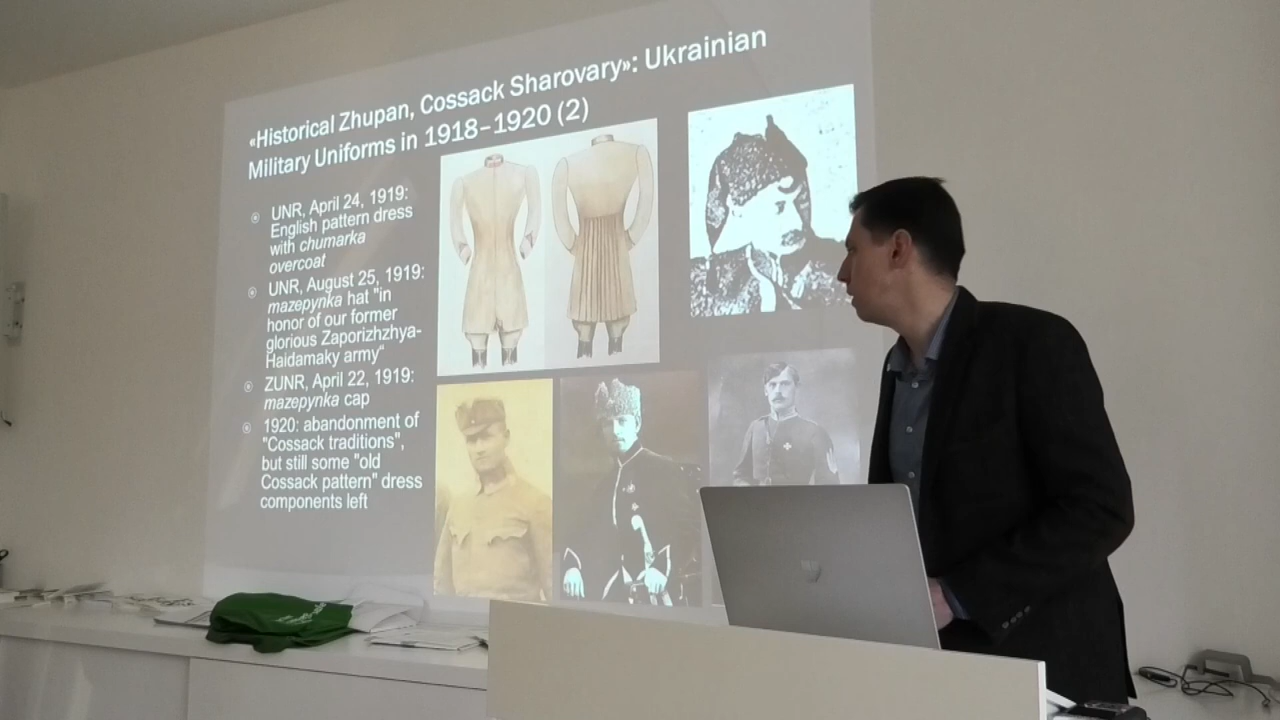 «Historical Zhupan, Cossack Sharovary»: Ukrainian
Military Uniforms in 1918–1920 (2)
UNR, April 24, 1919:
English pattern dress
with chumarka
overcoat
UNR, August 25, 1919:
mazepynka hat "in
honor of our former
glorious Zaporizhzhya-
Haidamaky army"
ZUNR, April 22, 1919:
mazepynka cap
1920: abandonment of
"Cossack traditions",
but still some "old
Cossack pattern" dress
components left